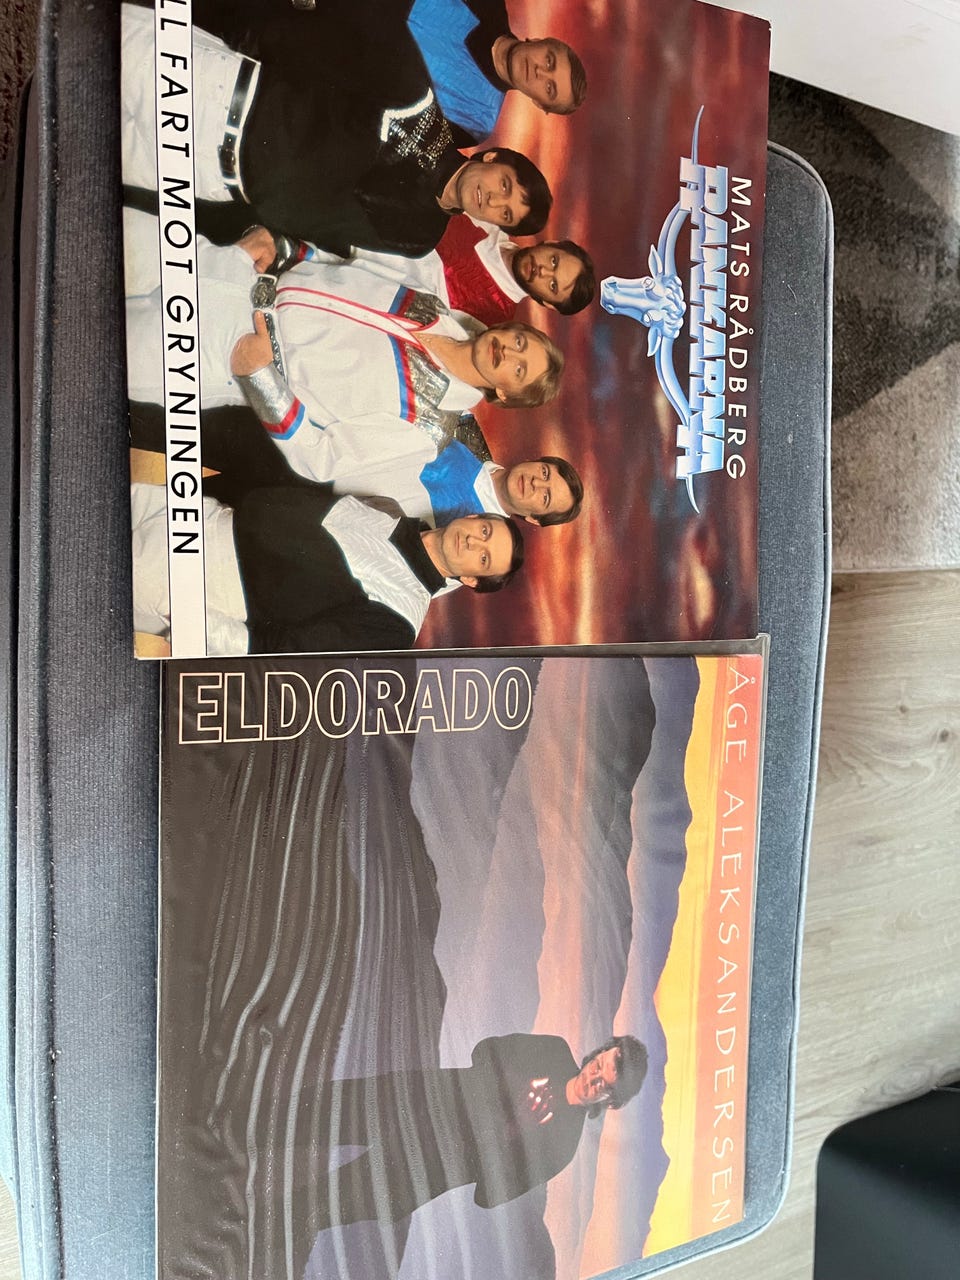 MATS RÅDBERG
RANKARNA
LL FART MOT GRYNINGEN
ÅGE ALEKSANDERSEN
ELDORADO